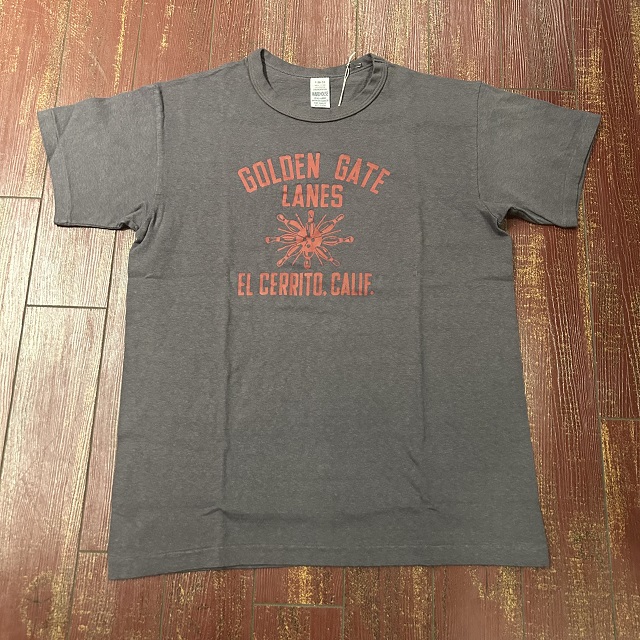 GOLDEN GATE
LANES
EL CERRITO, CALIF.